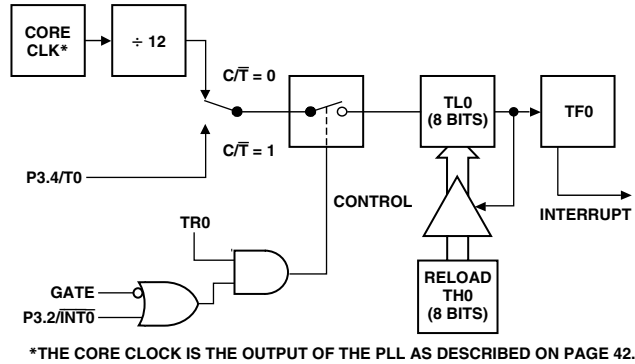 CORE
CLK*
÷ 12
C/T̅ = 0
TL0
(8 BITS)
TF0
C/T̅ = 1
P3.4/T0
CONTROL
INTERRUPT
TR0
GATE
P3.2/I̅N̅T̅0̅
RELOAD
TH0
(8 BITS)
*THE CORE CLOCK IS THE OUTPUT OF THE PLL AS DESCRIBED ON PAGE 42.